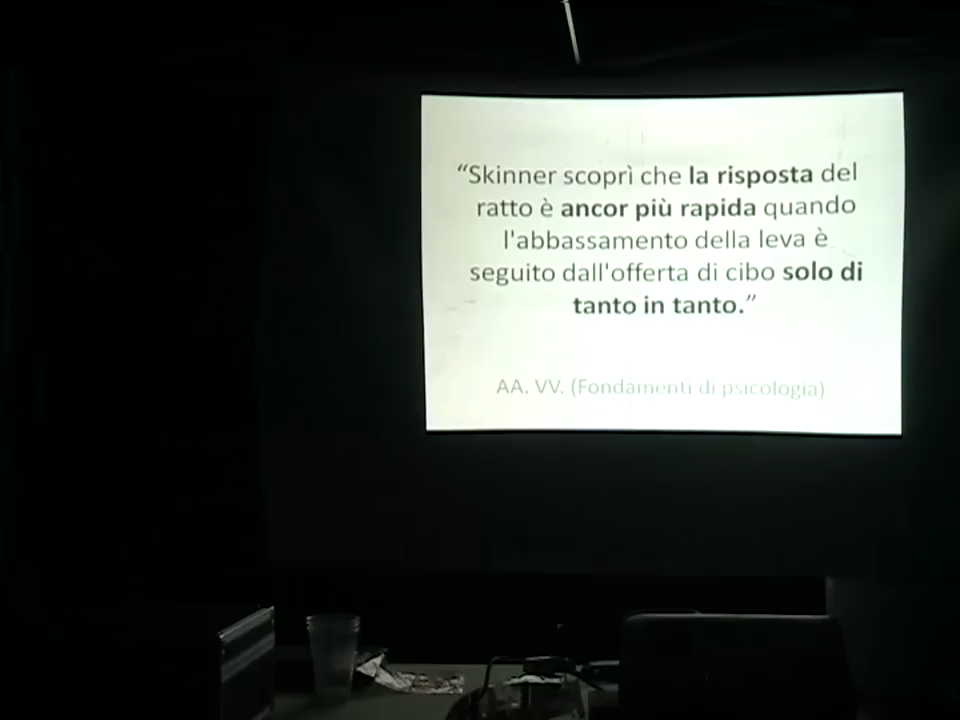 “Skinner scoprì che la risposta del
ratto è ancor più rapida quando
l'abbassamento della leva è
seguito dall'offerta di cibo solo di
tanto in tanto.”
AA. VV. (Fondamenti di psicologia)